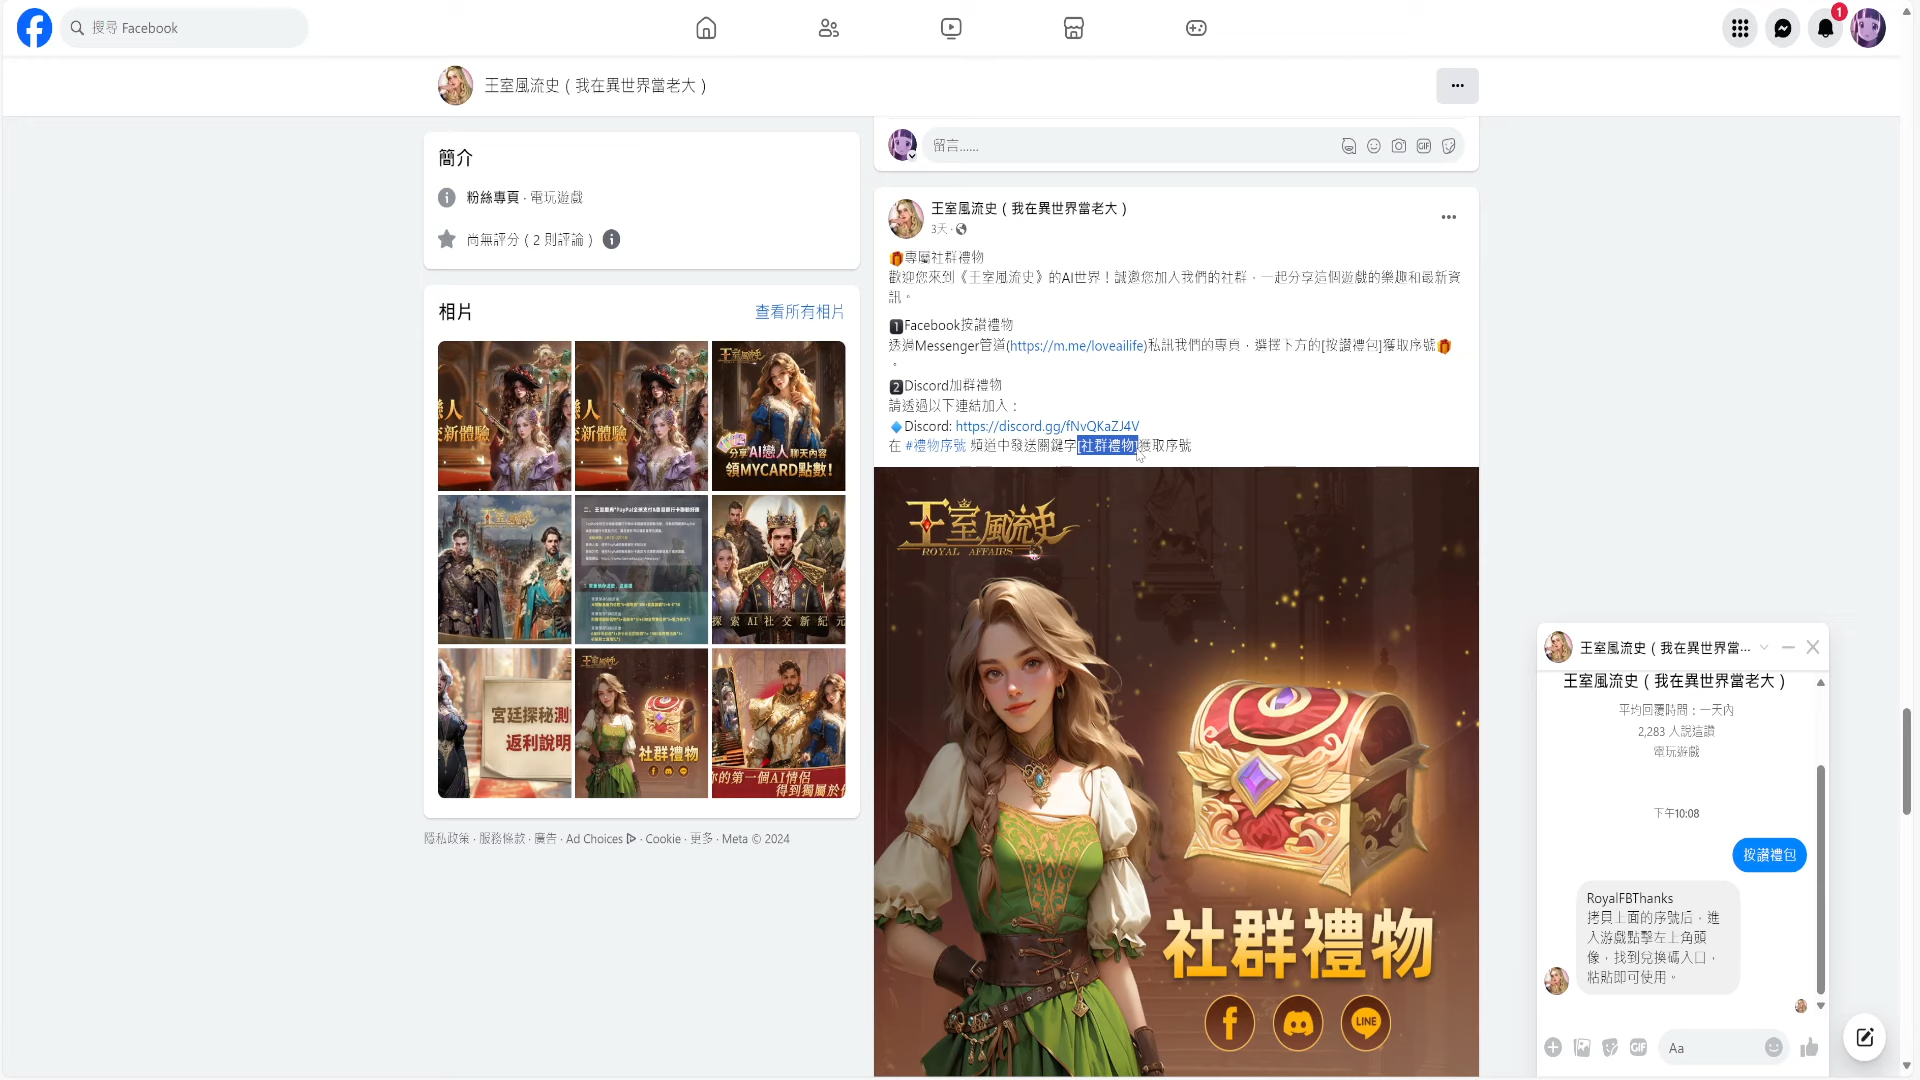 搜尋 Facebook
1
王室風流史（我在異世界當老大）
簡介
粉絲專頁 · 電玩遊戲
尚無評分（2 則評論）
相片
查看所有相片
王室風流史
分享AI戀人聊天內容
領MYCARD點數！
探索AI社交新紀元
宮廷探秘測
返利說明
社群禮物
你的第一個AI情侶
隱私政策 · 服務條款 · 廣告 · Ad Choices · Cookie · 更多 · Meta © 2024
留言……
王室風流史（我在異世界當老大）
3天
專屬社群禮物
歡迎您來到《王室風流史》的AI世界！誠邀您加入我們的社群，一起分享這個遊戲的樂趣和最新資
訊。
1 Facebook按讚禮物
透過Messenger管道(https://m.me/loveailife)私訊我們的專頁，選擇下方的[按讚禮包]獲取序號
。
2 Discord加群禮物
請透過以下連結加入：
Discord: https://discord.gg/fNvQKaZJ4V
在 #禮物序號 頻道中發送關鍵字[社群禮物]獲取序號
王室風流史
ROYAL AFFAIRS
社群禮物
LINE
王室風流史（我在異世界當...
王室風流史（我在異世界當老大）
平均回覆時間：一天內
2,283 人說這讚
電玩遊戲
下午10:08
按讚禮包
RoyalFBThanks
拷貝上面的序號后，進
入游戲點擊左上角頭
像，找到兌換碼入口，
粘貼即可使用。
GIF
Aa